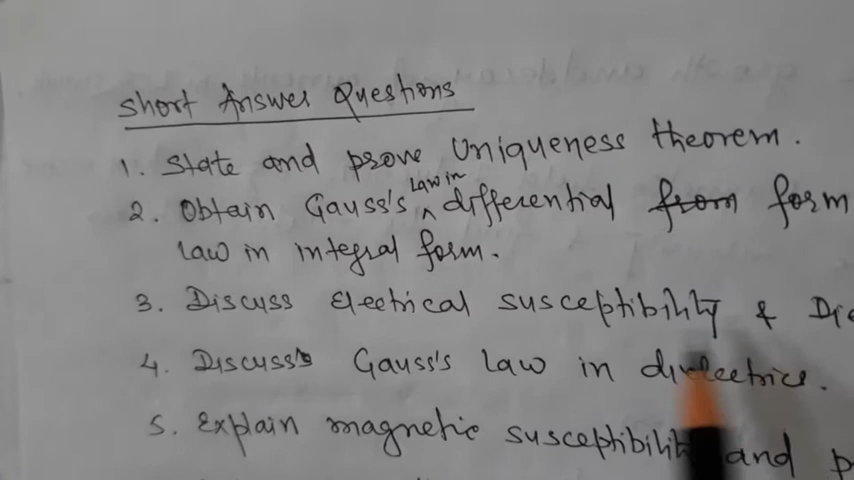 Short Answer Questions
1. State and prove Uniqueness theorem.
2. Obtain Gauss's Law in differential form
law in integral form.
3. Discuss Electrical susceptibility &
4. Discuss Gauss's Law in dielectrics.
5. Explain magnetic susceptibility and